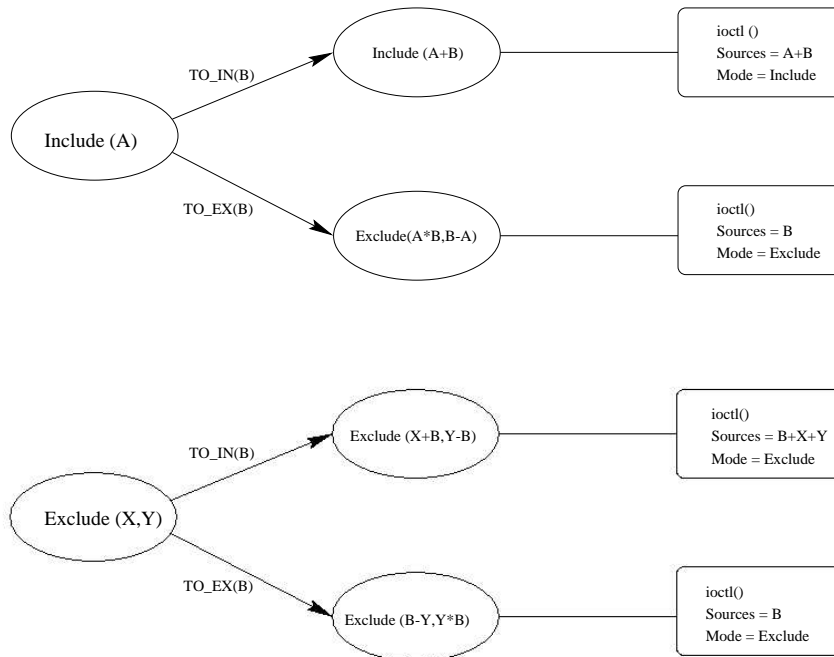 Include (A)
TO_IN(B)
TO_EX(B)
Include (A+B)
Exclude(A*B,B-A)
ioctl ()
Sources = A+B
Mode = Include
ioctl()
Sources = B
Mode = Exclude
Exclude (X,Y)
TO_IN(B)
TO_EX(B)
Exclude (X+B,Y-B)
Exclude (B-Y,Y*B)
ioctl()
Sources = B+X+Y
Mode = Exclude
ioctl()
Sources = B
Mode = Exclude